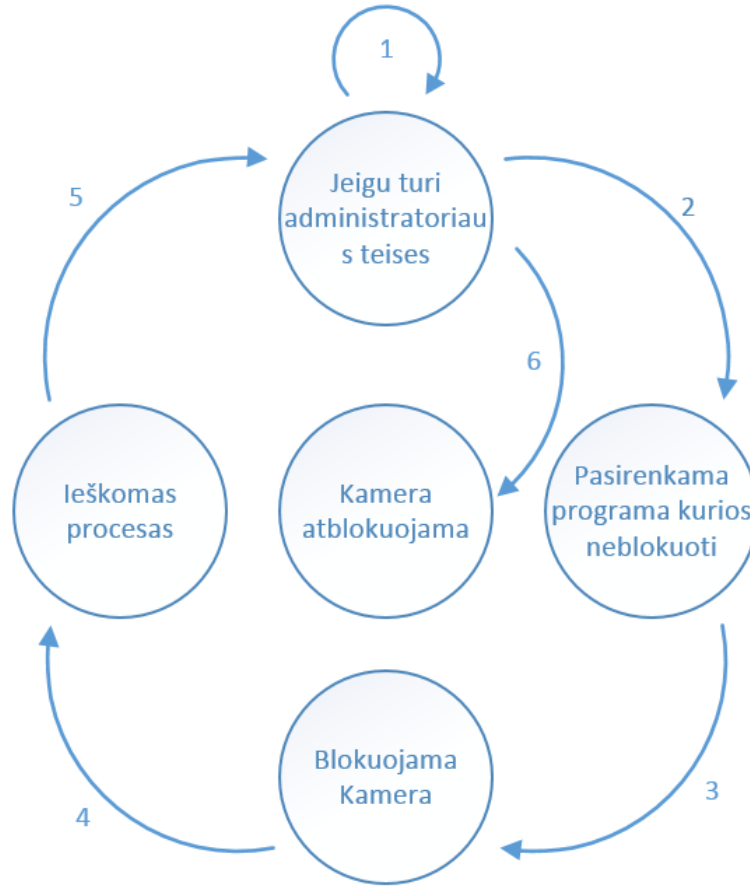 1
Jeigu turi
administratoriau
s teises
5
2
6
Ieškomas
procesas
Kamera
atblokuojama
Pasirenkama
programa kurios
neblokuoti
Blokuojama
Kamera
4
3